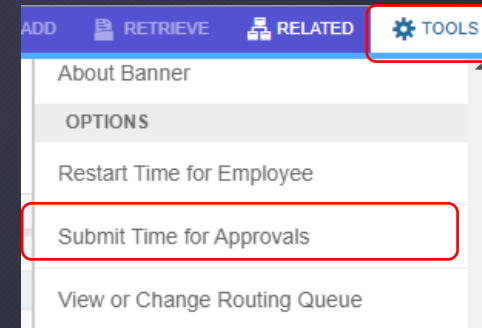 ADD RETRIEVE RELATED TOOLS
About Banner
OPTIONS
Restart Time for Employee
Submit Time for Approvals
View or Change Routing Queue